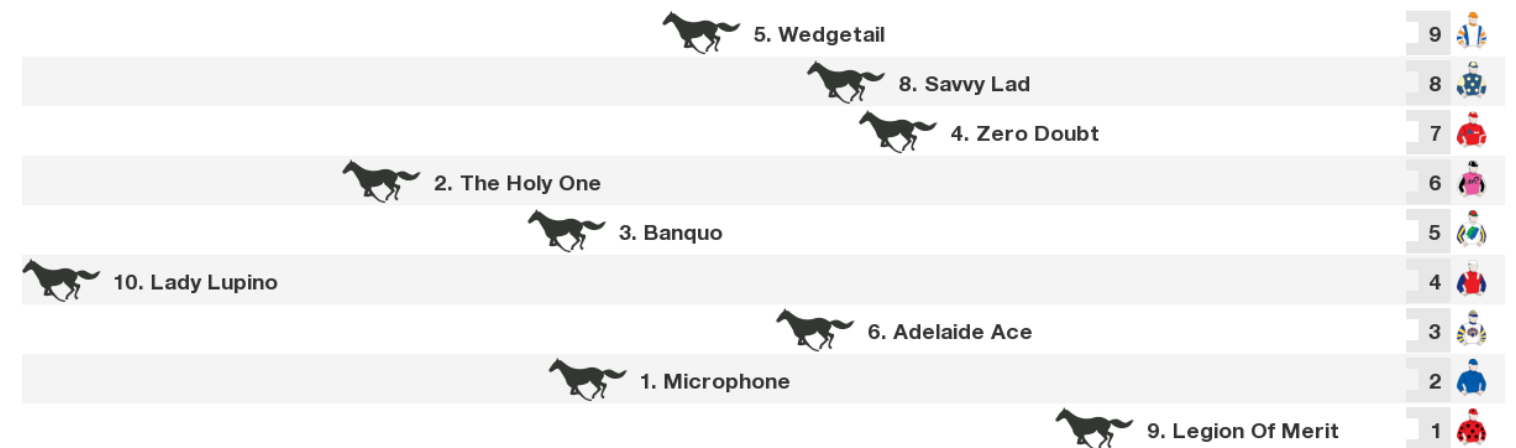 5. Wedgetail 9
8. Savvy Lad 8
4. Zero Doubt 7
2. The Holy One 6
3. Banquo 5
10. Lady Lupino 4
6. Adelaide Ace 3
1. Microphone 2
9. Legion Of Merit 1